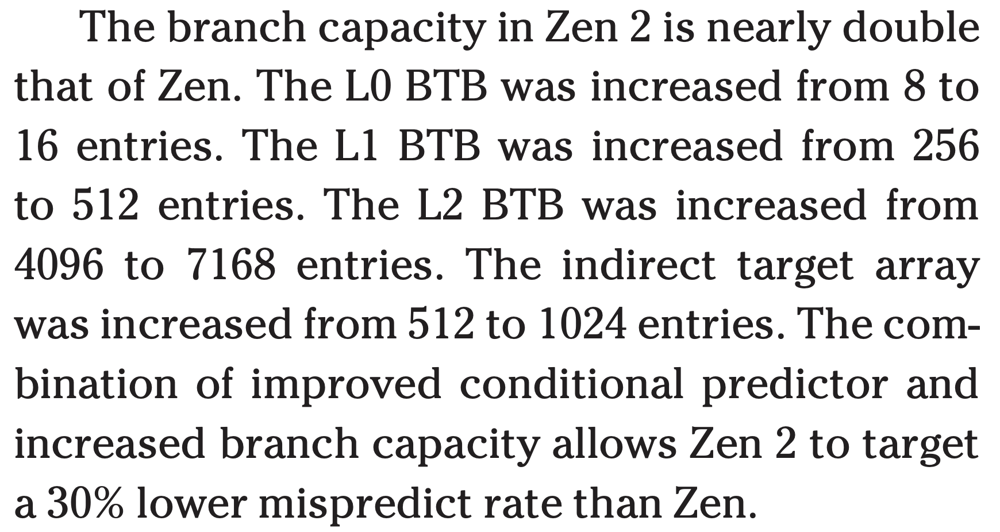 The branch capacity in Zen 2 is nearly double
that of Zen. The L0 BTB was increased from 8 to
16 entries. The L1 BTB was increased from 256
to 512 entries. The L2 BTB was increased from
4096 to 7168 entries. The indirect target array
was increased from 512 to 1024 entries. The com-
bination of improved conditional predictor and
increased branch capacity allows Zen 2 to target
a 30% lower mispredict rate than Zen.